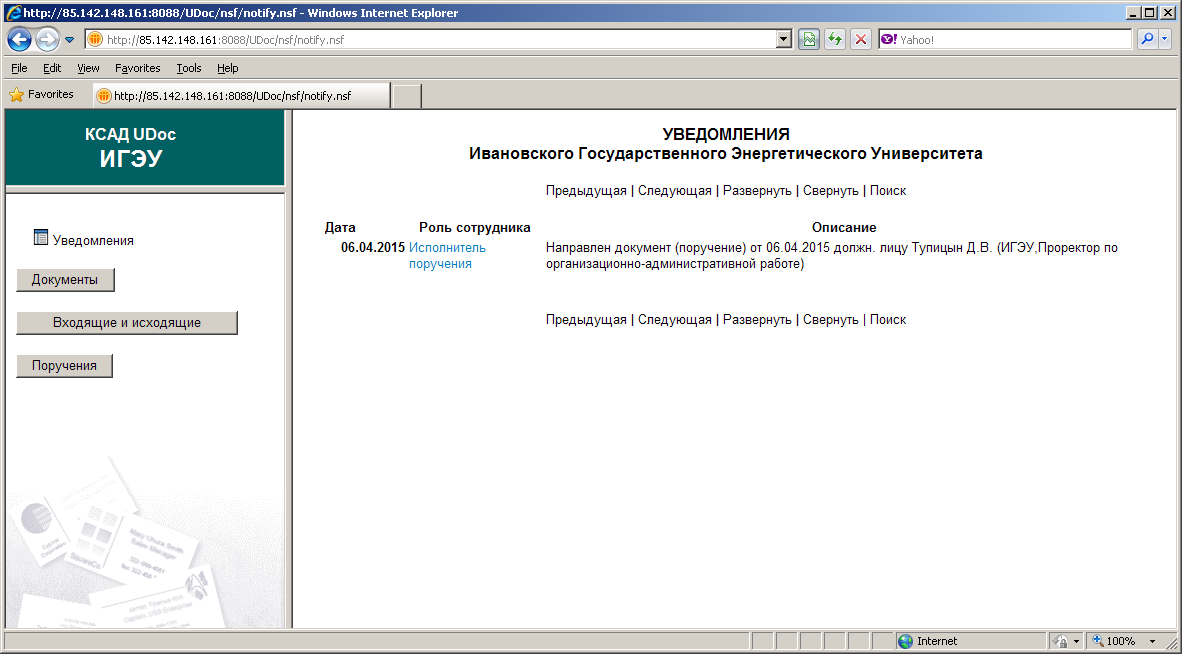 http://85.142.148.161:8088/UDoc/nsf/notify.nsf - Windows Internet Explorer
http://85.142.148.161:8088/UDoc/nsf/notify.nsf
Yahoo!
File Edit View Favorites Tools Help
Favorites
http://85.142.148.161:8088/UDoc/nsf/notify.nsf
КСАД UDoc
ИГЭУ
Уведомления
Документы
Входящие и исходящие
Поручения
УВЕДОМЛЕНИЯ
Ивановского Государственного Энергетического Университета
Предыдущая | Следующая | Развернуть | Свернуть | Поиск
Дата Роль сотрудника Описание
06.04.2015 Исполнитель Направлен документ (поручение) от 06.04.2015 должн. лицу Тупицын Д.В. (ИГЭУ,Проректор по
поручения организационно-административной работе)
Предыдущая | Следующая | Развернуть | Свернуть | Поиск
Sales Manager
Internet 100%